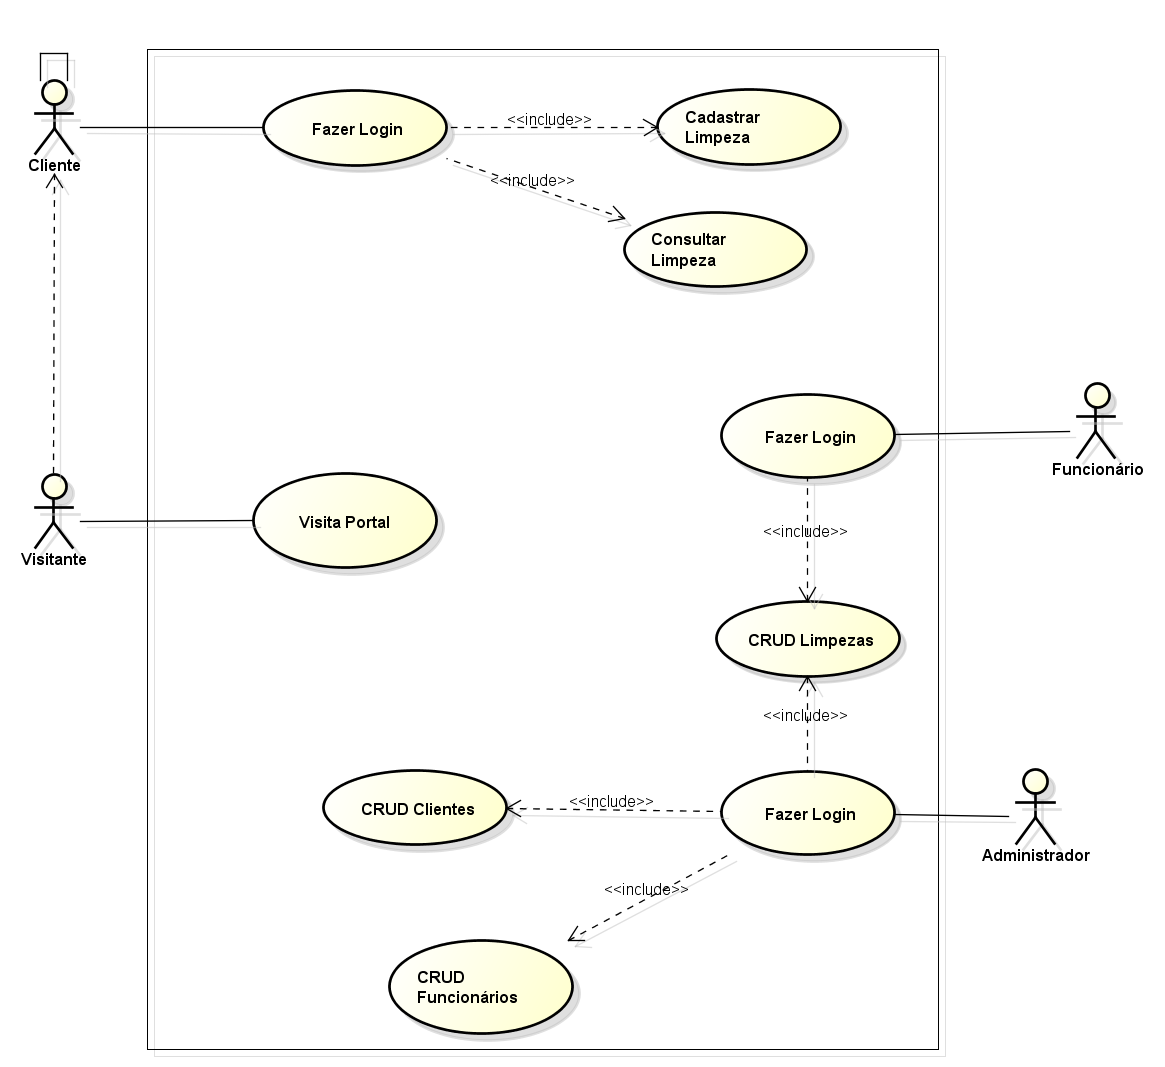 Cliente
Fazer Login
<<include>>
Cadastrar
Limpeza
<<include>>
Consultar
Limpeza
Fazer Login
Funcionário
Visitante
Visita Portal
<<include>>
CRUD Limpezas
<<include>>
CRUD Clientes
<<include>>
Fazer Login
Administrador
<<include>>
CRUD
Funcionários